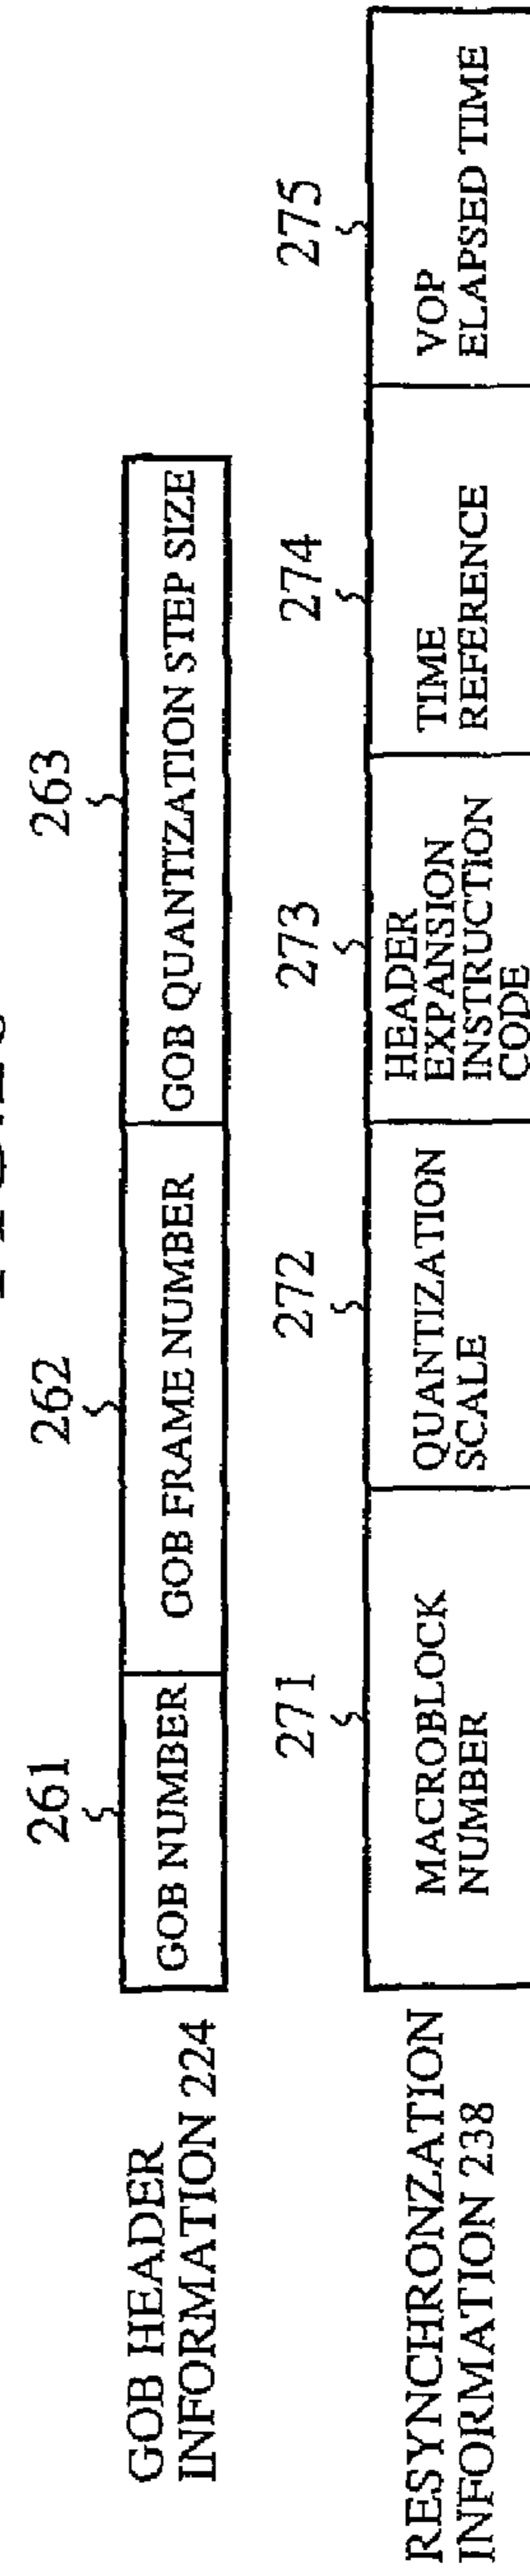 261
262
263
GOB HEADER
INFORMATION 224
GOB NUMBER
GOB FRAME NUMBER
GOB QUANTIZATION STEP SIZE
271
272
273
274
275
RESYNCHRONZATION
INFORMATION 238
MACROBLOCK
NUMBER
QUANTIZATION
SCALE
HEADER
EXPANSION
INSTRUCTION
CODE
TIME
REFERENCE
VOP
ELAPSED TIME